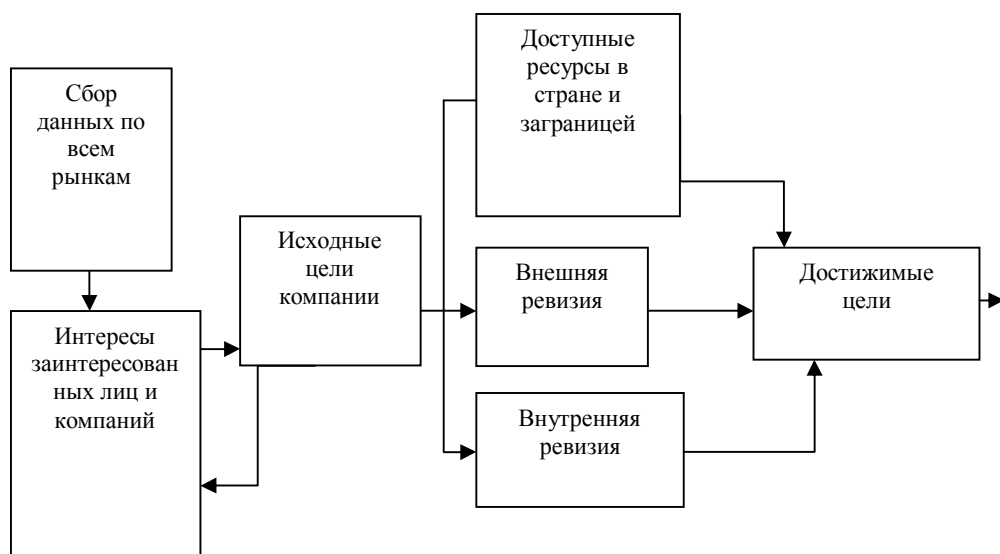 Сбор
данных по
всем
рынкам
Интересы
заинтересован
ных лиц и
компаний
Исходные
цели
компании
Доступные
ресурсы в
стране и
заграницей
Внешняя
ревизия
Внутренняя
ревизия
Достижимые
цели